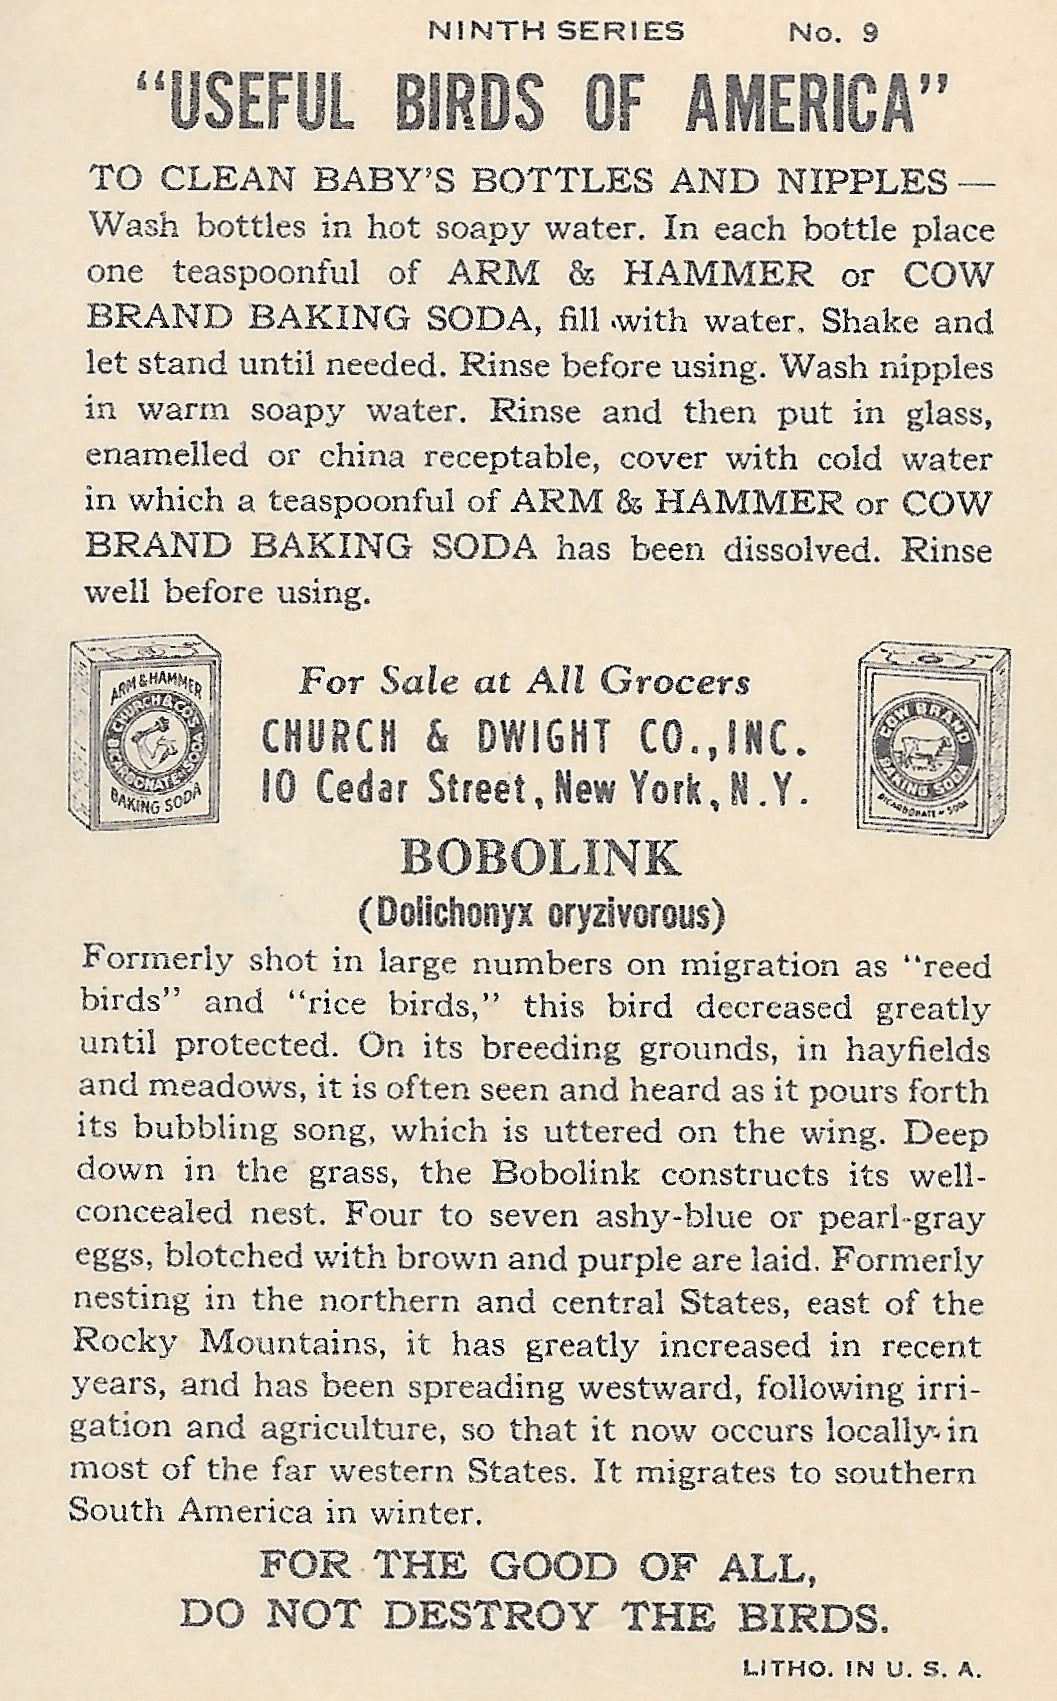 NINTH SERIES No. 9
"USEFUL BIRDS OF AMERICA"
TO CLEAN BABY'S BOTTLES AND NIPPLES —
Wash bottles in hot soapy water. In each bottle place
one teaspoonful of ARM & HAMMER or COW
BRAND BAKING SODA, fill with water. Shake and
let stand until needed. Rinse before using. Wash nipples
in warm soapy water. Rinse and then put in glass,
enamelled or china receptable, cover with cold water
in which a teaspoonful of ARM & HAMMER or COW
BRAND BAKING SODA has been dissolved. Rinse
well before using.
ARM & HAMMER
CHURCH & CO'S
BICARBONATE SODA
BAKING SODA
For Sale at All Grocers
CHURCH & DWIGHT CO., INC.
10 Cedar Street, New York, N.Y.
COW BRAND
BAKING SODA
BICARBONATE - SODA
BOBOLINK
(Dolichonyx oryzivorous)
Formerly shot in large numbers on migration as "reed
birds" and "rice birds," this bird decreased greatly
until protected. On its breeding grounds, in hayfields
and meadows, it is often seen and heard as it pours forth
its bubbling song, which is uttered on the wing. Deep
down in the grass, the Bobolink constructs its well-
concealed nest. Four to seven ashy-blue or pearl-gray
eggs, blotched with brown and purple are laid. Formerly
nesting in the northern and central States, east of the
Rocky Mountains, it has greatly increased in recent
years, and has been spreading westward, following irri-
gation and agriculture, so that it now occurs locally in
most of the far western States. It migrates to southern
South America in winter.
FOR THE GOOD OF ALL,
DO NOT DESTROY THE BIRDS.
LITHO. IN U. S. A.